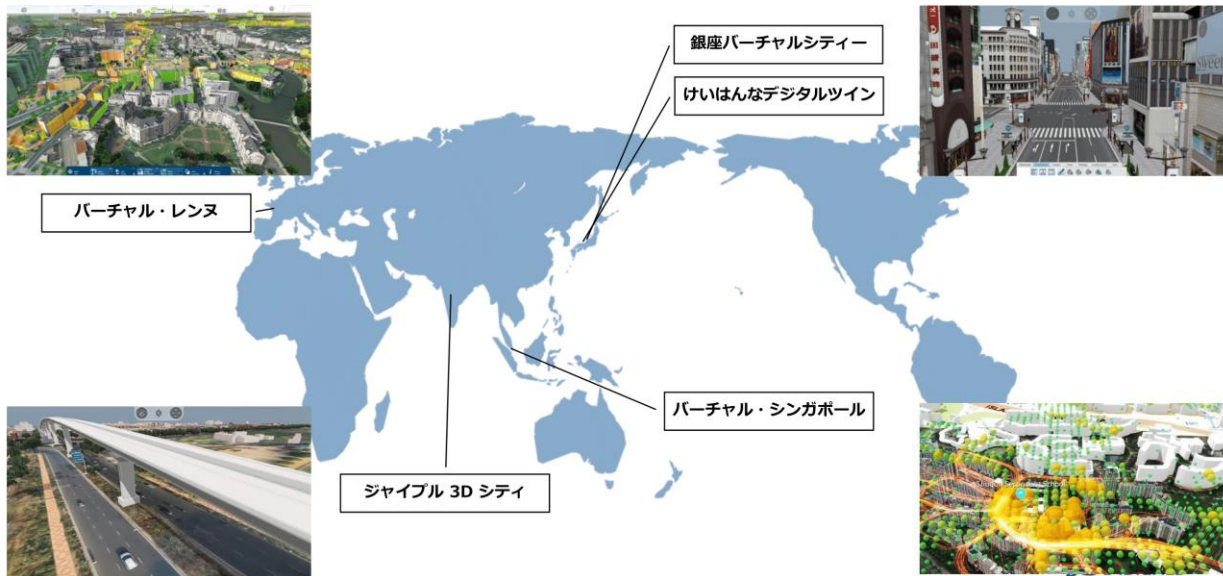 銀座バーチャルシティー
けいはんなデジタルツイン
バーチャル・レンヌ
バーチャル・シンガポール
ジャイプル 3D シティ